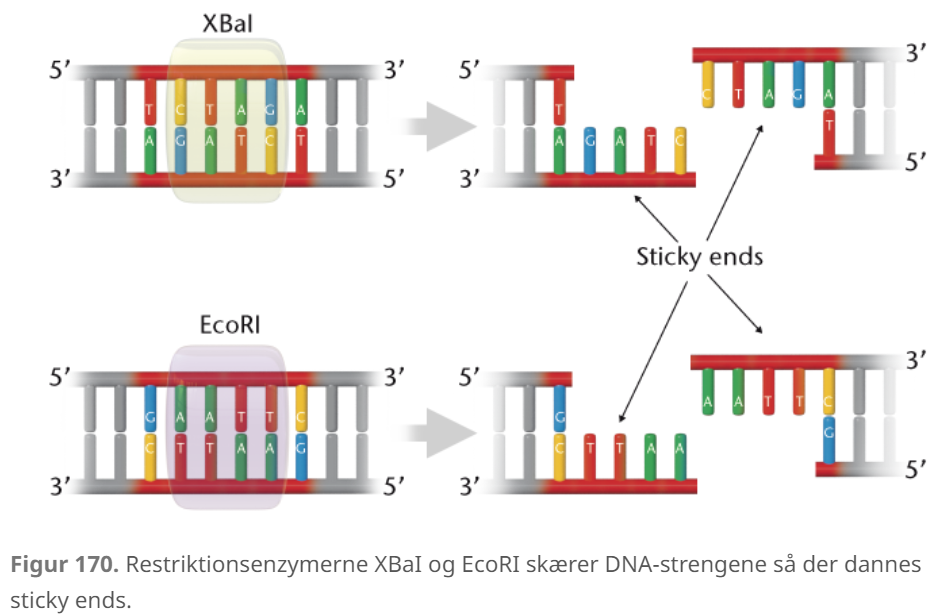 XBaI
5’ 3’ 5’ 3’
T C T A G A T C T A G A
A G A T C T A G A T C T
3’ 5’ 3’ 5’
Sticky ends
EcoRI
5’ 3’ 5’ 3’
G A A T T C G A A T T C
C T T A A G C T T A A G
3’ 5’ 3’ 5’
Figur 170. Restriktionsenzymerne XBaI og EcoRI skærer DNA-strengene så der dannes
sticky ends.